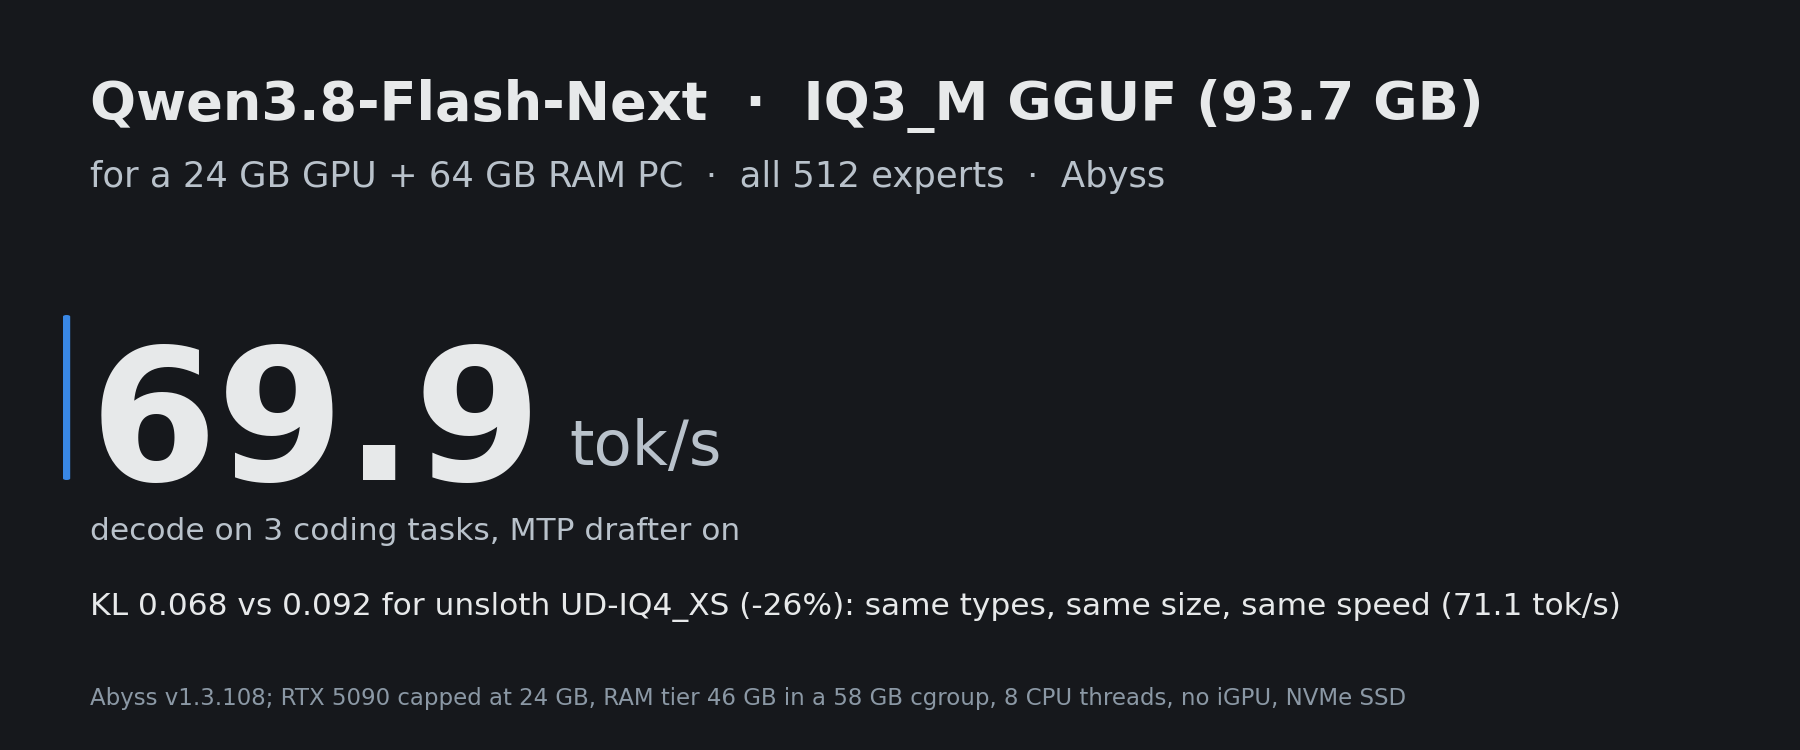 Qwen3.8-Flash-Next · IQ3_M GGUF (93.7 GB)
for a 24 GB GPU + 64 GB RAM PC · all 512 experts · Abyss
69.9 tok/s
decode on 3 coding tasks, MTP drafter on
KL 0.068 vs 0.092 for unsloth UD-IQ4_XS (-26%): same types, same size, same speed (71.1 tok/s)
Abyss v1.3.108; RTX 5090 capped at 24 GB, RAM tier 46 GB in a 58 GB cgroup, 8 CPU threads, no iGPU, NVMe SSD